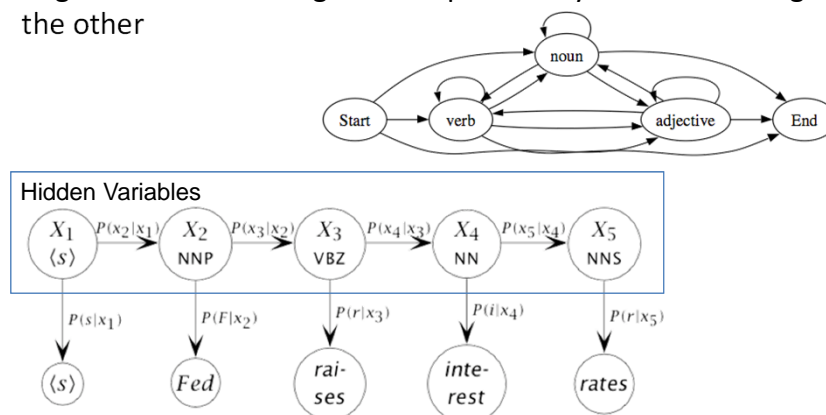 the other
noun
Start
verb
adjective
End
Hidden Variables
X1 P(x2|x1) X2 P(x3|x2) X3 P(x4|x3) X4 P(x5|x4) X5
⟨s⟩ NNP VBZ NN NNS
P(s|x1) P(F|x2) P(r|x3) P(i|x4) P(r|x5)
⟨s⟩ Fed rai- inte- rates
ses rest